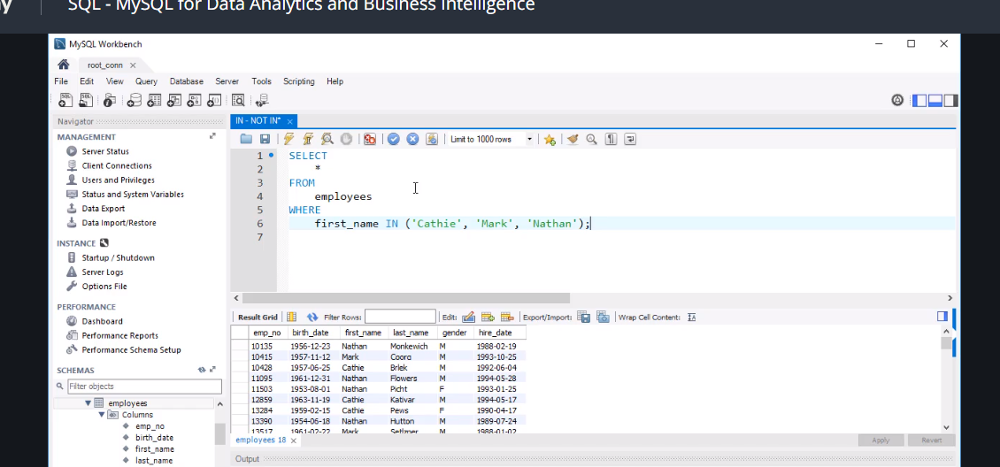 SQL - MySQL for Data Analytics and Business Intelligence
MySQL Workbench
root_conn
File Edit View Query Database Server Tools Scripting Help
Navigator
MANAGEMENT
Server Status
Client Connections
Users and Privileges
Status and System Variables
Data Export
Data Import/Restore
INSTANCE
Startup / Shutdown
Server Logs
Options File
PERFORMANCE
Dashboard
Performance Reports
Performance Schema Setup
SCHEMAS
Filter objects
employees
Columns
emp_no
birth_date
first_name
last_name
IN - NOT IN*
Limit to 1000 rows
1 SELECT
2 *
3 FROM
4 employees
5 WHERE
6 first_name IN ('Cathie', 'Mark', 'Nathan');
7
Result Grid Filter Rows: Edit: Export/Import: Wrap Cell Content:
emp_no birth_date first_name last_name gender hire_date
10135 1956-12-23 Nathan Monkewich M 1988-02-19
10415 1957-11-12 Mark Coorg M 1993-10-25
10428 1957-06-25 Cathie Brlek M 1992-06-04
11095 1961-12-31 Nathan Flowers M 1994-05-28
11503 1953-08-01 Nathan Picht F 1993-01-25
12859 1963-11-19 Cathie Kativar M 1994-05-17
13284 1959-02-15 Cathie Pews F 1990-04-17
13390 1954-06-18 Nathan Hutton M 1989-07-24
13517 1961-02-22 Mark M 1988-01-02
employees 18
Apply Revert
Output